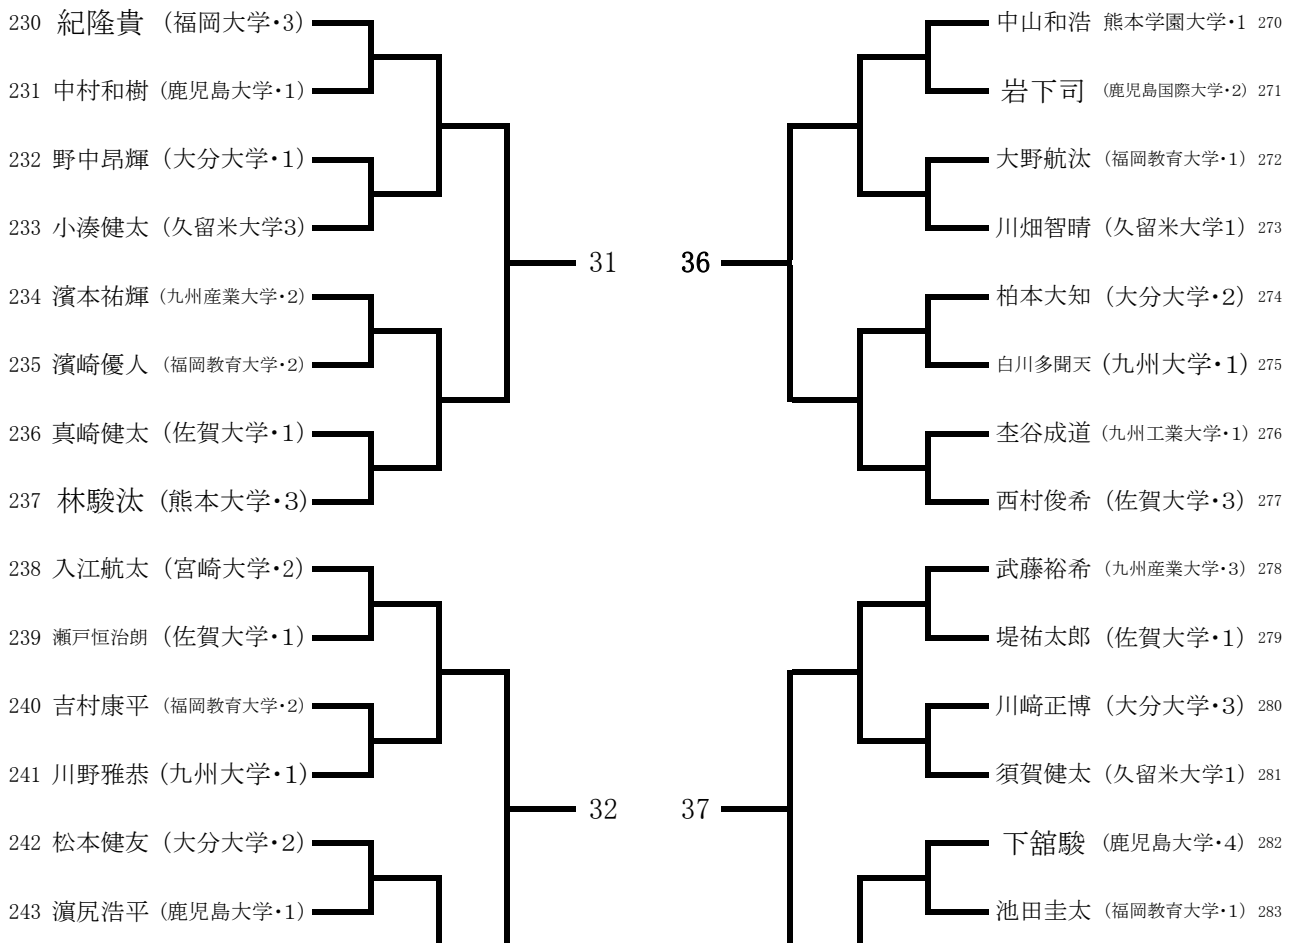 230 紀隆貴 (福岡大学・3)
231 中村和樹 (鹿児島大学・1)
232 野中昂輝 (大分大学・1)
233 小湊健太 (久留米大学3)
31
234 濱本祐輝 (九州産業大学・2)
235 濱崎優人 (福岡教育大学・2)
236 真崎健太 (佐賀大学・1)
237 林駿汰 (熊本大学・3)
238 入江航太 (宮崎大学・2)
239 瀬戸恒治朗 (佐賀大学・1)
240 吉村康平 (福岡教育大学・2)
241 川野雅恭 (九州大学・1)
32
242 松本健友 (大分大学・2)
243 濵尻浩平 (鹿児島大学・1)
中山和浩 熊本学園大学・1 270
岩下司 (鹿児島国際大学・2) 271
大野航汰 (福岡教育大学・1) 272
川畑智晴 (久留米大学1) 273
36
柏本大知 (大分大学・2) 274
白川多聞天 (九州大学・1) 275
杢谷成道 (九州工業大学・1) 276
西村俊希 (佐賀大学・3) 277
武藤裕希 (九州産業大学・3) 278
堤祐太郎 (佐賀大学・1) 279
川﨑正博 (大分大学・3) 280
須賀健太 (久留米大学1) 281
37
下舘駿 (鹿児島大学・4) 282
池田圭太 (福岡教育大学・1) 283